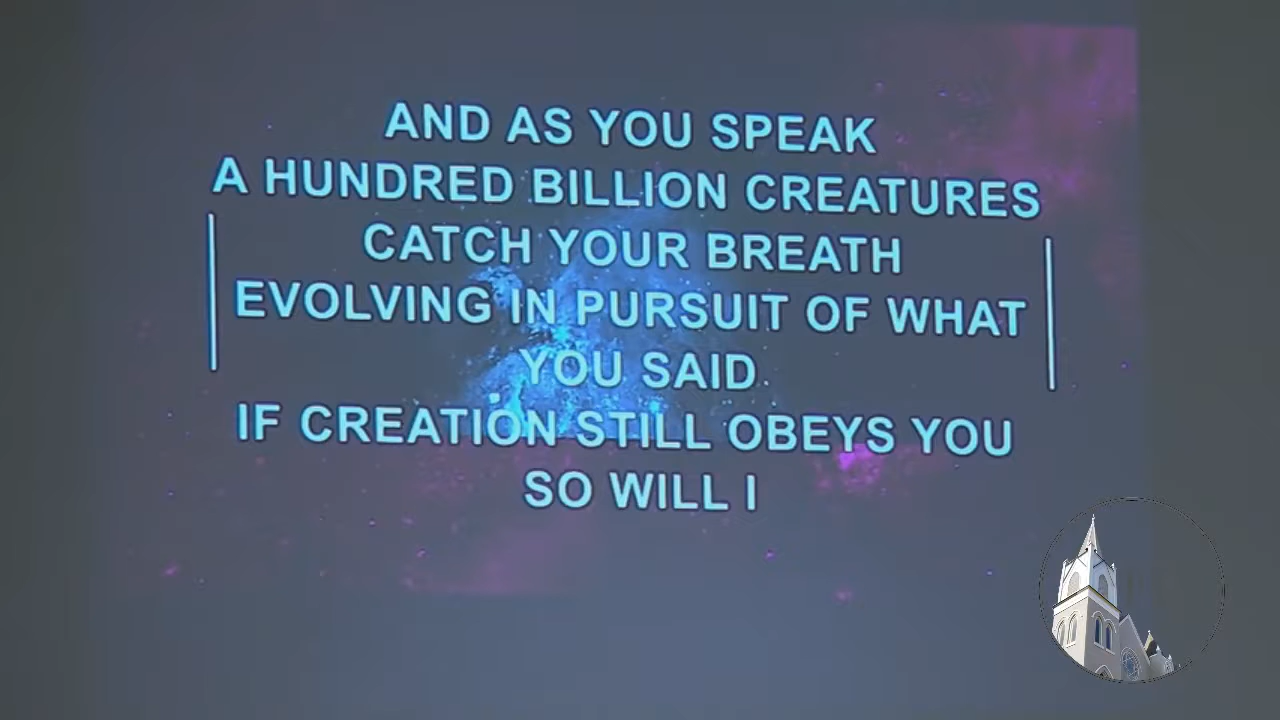 AND AS YOU SPEAK
A HUNDRED BILLION CREATURES
CATCH YOUR BREATH
EVOLVING IN PURSUIT OF WHAT
YOU SAID
IF CREATION STILL OBEYS YOU
SO WILL I